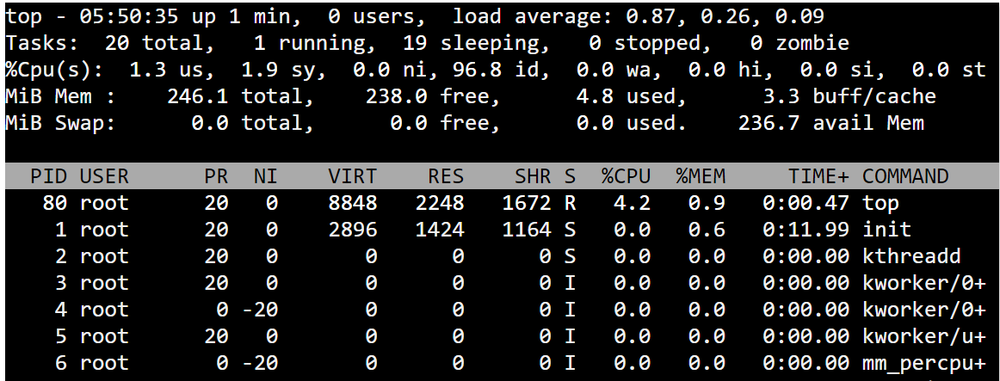 top - 05:50:35 up 1 min,  0 users,  load average: 0.87, 0.26, 0.09
Tasks:  20 total,   1 running,  19 sleeping,   0 stopped,   0 zombie
%Cpu(s):  1.3 us,  1.9 sy,  0.0 ni, 96.8 id,  0.0 wa,  0.0 hi,  0.0 si,  0.0 st
MiB Mem :    246.1 total,    238.0 free,      4.8 used,      3.3 buff/cache
MiB Swap:      0.0 total,      0.0 free,      0.0 used.    236.7 avail Mem
  PID USER      PR  NI    VIRT    RES    SHR S  %CPU  %MEM     TIME+ COMMAND
   80 root      20   0    8848   2248   1672 R   4.2   0.9   0:00.47 top
    1 root      20   0    2896   1424   1164 S   0.0   0.6   0:11.99 init
    2 root      20   0       0      0      0 S   0.0   0.0   0:00.00 kthreadd
    3 root      20   0       0      0      0 I   0.0   0.0   0:00.00 kworker/0+
    4 root       0 -20       0      0      0 I   0.0   0.0   0:00.00 kworker/0+
    5 root      20   0       0      0      0 I   0.0   0.0   0:00.00 kworker/u+
    6 root       0 -20       0      0      0 I   0.0   0.0   0:00.00 mm_percpu+